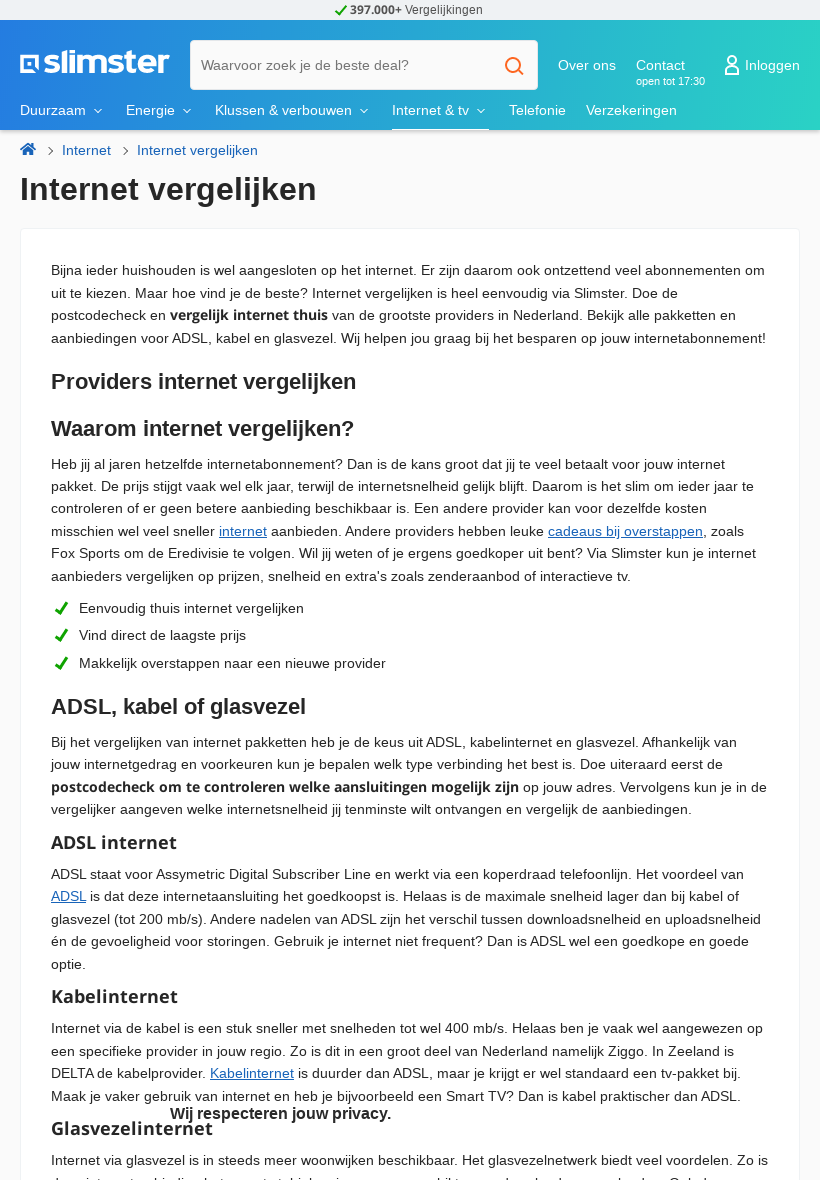 397.000+ Vergelijkingen
slimster
Waarvoor zoek je de beste deal?
Over ons
Contact
open tot 17:30
Inloggen
Duurzaam
Energie
Klussen & verbouwen
Internet & tv
Telefonie
Verzekeringen
Internet
Internet vergelijken
Internet vergelijken
Bijna ieder huishouden is wel aangesloten op het internet. Er zijn daarom ook ontzettend veel abonnementen om
uit te kiezen. Maar hoe vind je de beste? Internet vergelijken is heel eenvoudig via Slimster. Doe de
postcodecheck en vergelijk internet thuis van de grootste providers in Nederland. Bekijk alle pakketten en
aanbiedingen voor ADSL, kabel en glasvezel. Wij helpen jou graag bij het besparen op jouw internetabonnement!
Providers internet vergelijken
Waarom internet vergelijken?
Heb jij al jaren hetzelfde internetabonnement? Dan is de kans groot dat jij te veel betaalt voor jouw internet
pakket. De prijs stijgt vaak wel elk jaar, terwijl de internetsnelheid gelijk blijft. Daarom is het slim om ieder jaar te
controleren of er geen betere aanbieding beschikbaar is. Een andere provider kan voor dezelfde kosten
misschien wel veel sneller internet aanbieden. Andere providers hebben leuke cadeaus bij overstappen, zoals
Fox Sports om de Eredivisie te volgen. Wil jij weten of je ergens goedkoper uit bent? Via Slimster kun je internet
aanbieders vergelijken op prijzen, snelheid en extra's zoals zenderaanbod of interactieve tv.
Eenvoudig thuis internet vergelijken
Vind direct de laagste prijs
Makkelijk overstappen naar een nieuwe provider
ADSL, kabel of glasvezel
Bij het vergelijken van internet pakketten heb je de keus uit ADSL, kabelinternet en glasvezel. Afhankelijk van
jouw internetgedrag en voorkeuren kun je bepalen welk type verbinding het best is. Doe uiteraard eerst de
postcodecheck om te controleren welke aansluitingen mogelijk zijn op jouw adres. Vervolgens kun je in de
vergelijker aangeven welke internetsnelheid jij tenminste wilt ontvangen en vergelijk de aanbiedingen.
ADSL internet
ADSL staat voor Assymetric Digital Subscriber Line en werkt via een koperdraad telefoonlijn. Het voordeel van
ADSL is dat deze internetaansluiting het goedkoopst is. Helaas is de maximale snelheid lager dan bij kabel of
glasvezel (tot 200 mb/s). Andere nadelen van ADSL zijn het verschil tussen downloadsnelheid en uploadsnelheid
én de gevoeligheid voor storingen. Gebruik je internet niet frequent? Dan is ADSL wel een goedkope en goede
optie.
Kabelinternet
Internet via de kabel is een stuk sneller met snelheden tot wel 400 mb/s. Helaas ben je vaak wel aangewezen op
een specifieke provider in jouw regio. Zo is dit in een groot deel van Nederland namelijk Ziggo. In Zeeland is
DELTA de kabelprovider. Kabelinternet is duurder dan ADSL, maar je krijgt er wel standaard een tv-pakket bij.
Maak je vaker gebruik van internet en heb je bijvoorbeeld een Smart TV? Dan is kabel praktischer dan ADSL.
Wij respecteren jouw privacy.
Glasvezelinternet
Internet via glasvezel is in steeds meer woonwijken beschikbaar. Het glasvezelnetwerk biedt veel voordelen. Zo is